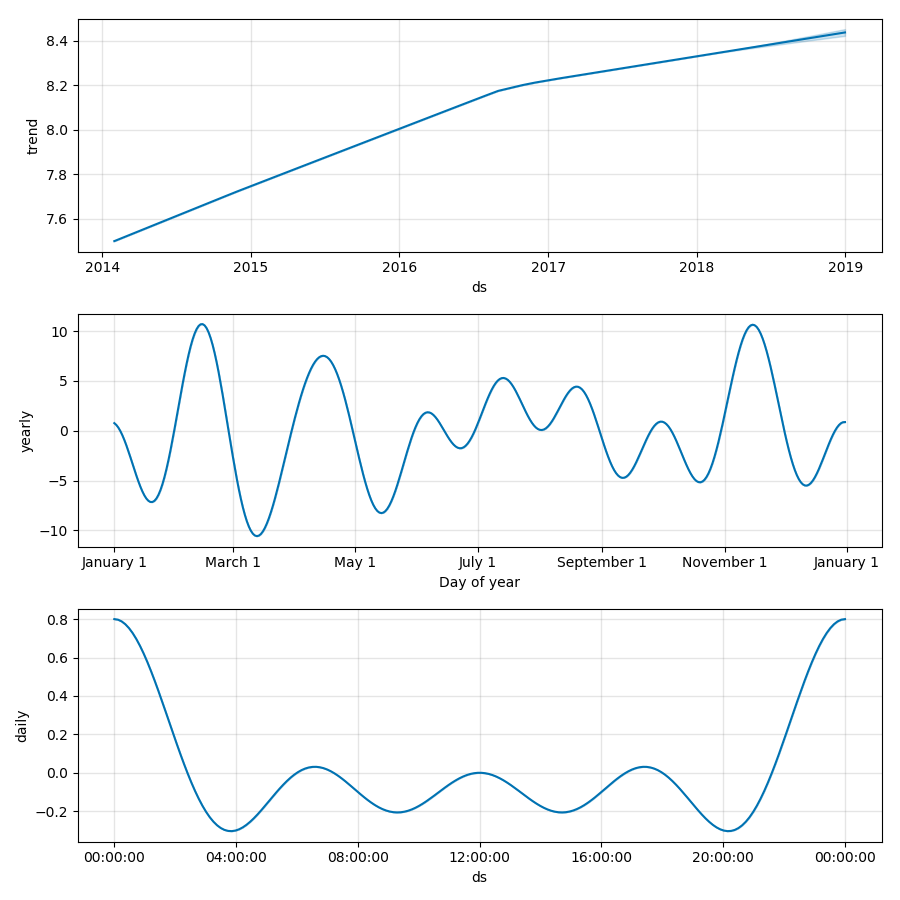 8.4
8.2
8.0
7.8
7.6
trend
2014 2015 2016 2017 2018 2019
ds
10
5
0
−5
−10
yearly
January 1 March 1 May 1 July 1 September 1 November 1 January 1
Day of year
0.8
0.6
0.4
0.2
0.0
−0.2
daily
00:00:00 04:00:00 08:00:00 12:00:00 16:00:00 20:00:00 00:00:00
ds